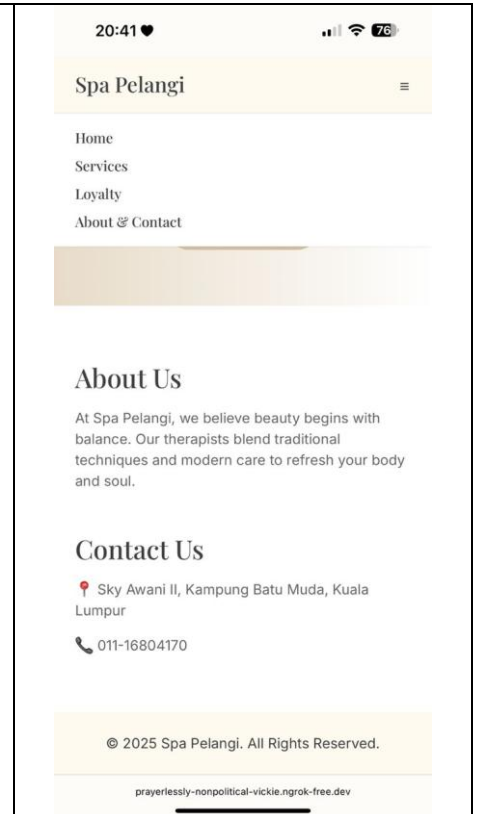 20:41
76
Spa Pelangi
Home
Services
Loyalty
About & Contact
About Us
At Spa Pelangi, we believe beauty begins with
balance. Our therapists blend traditional
techniques and modern care to refresh your body
and soul.
Contact Us
📍 Sky Awani II, Kampung Batu Muda, Kuala
Lumpur
📞 011-16804170
© 2025 Spa Pelangi. All Rights Reserved.
prayerlessly-nonpolitical-vickie.ngrok-free.dev